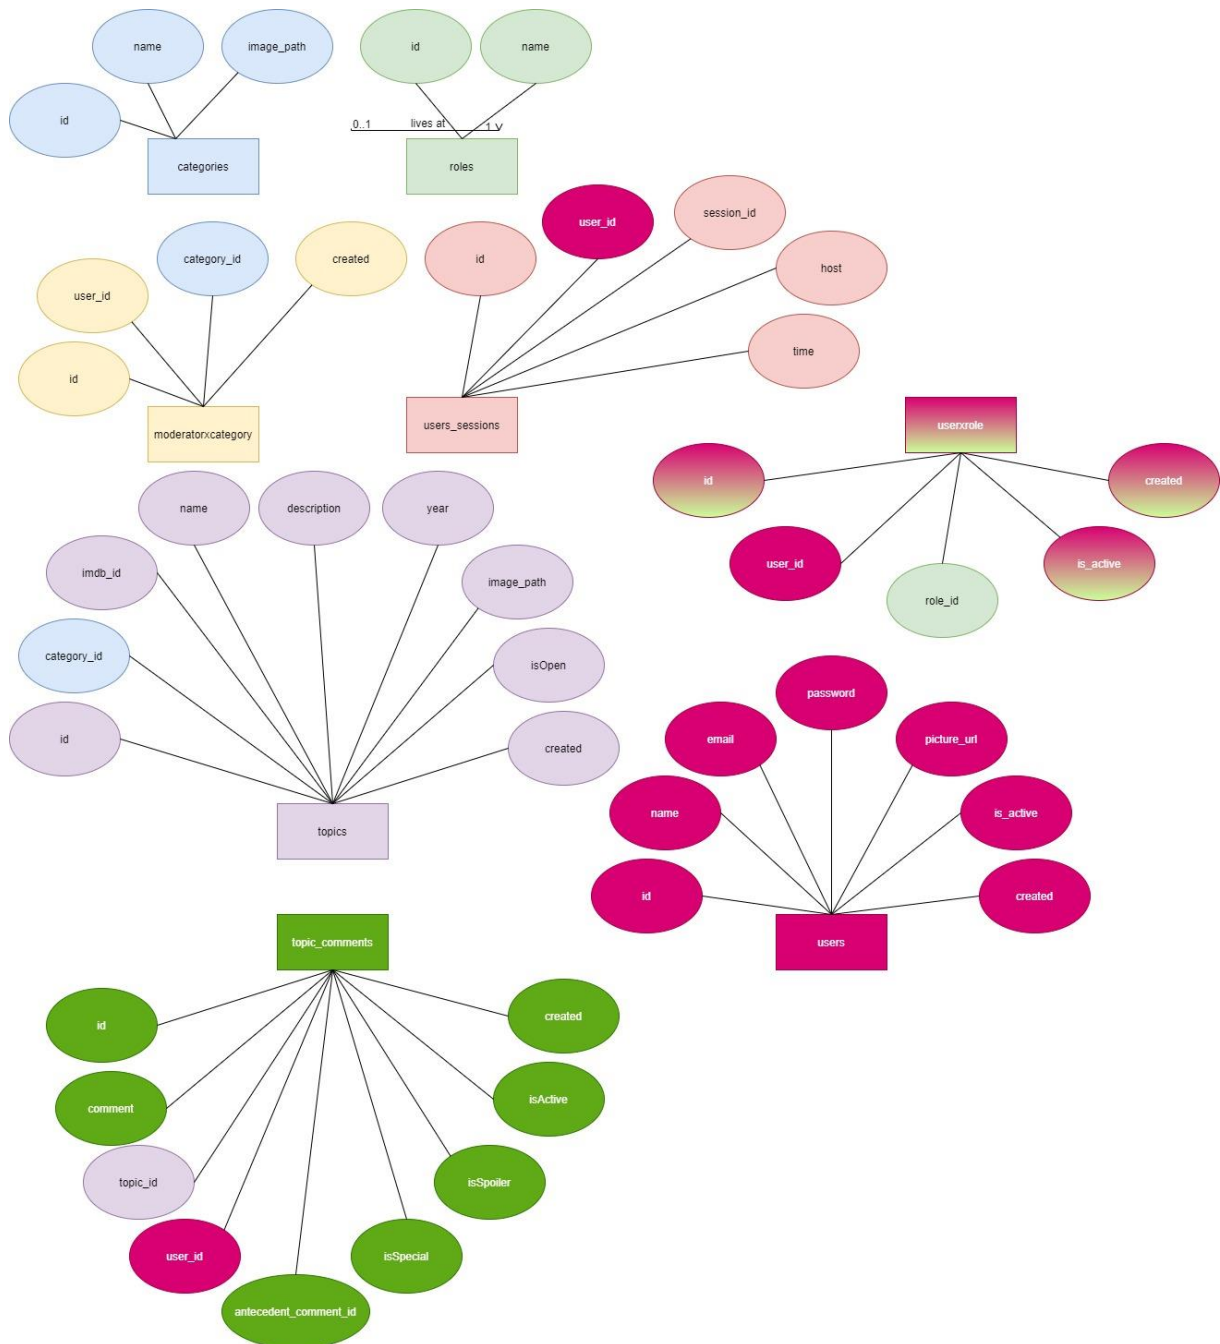 name
image_path
id
categories
id
name
0..1
lives at
1
roles
user_id
category_id
created
id
moderatorxcategory
id
user_id
session_id
host
time
users_sessions
userxrole
id
created
user_id
is_active
role_id
name
description
year
imdb_id
image_path
category_id
isOpen
id
created
topics
password
email
picture_url
name
is_active
id
created
users
topic_comments
id
created
comment
isActive
topic_id
isSpoiler
user_id
isSpecial
antecedent_comment_id